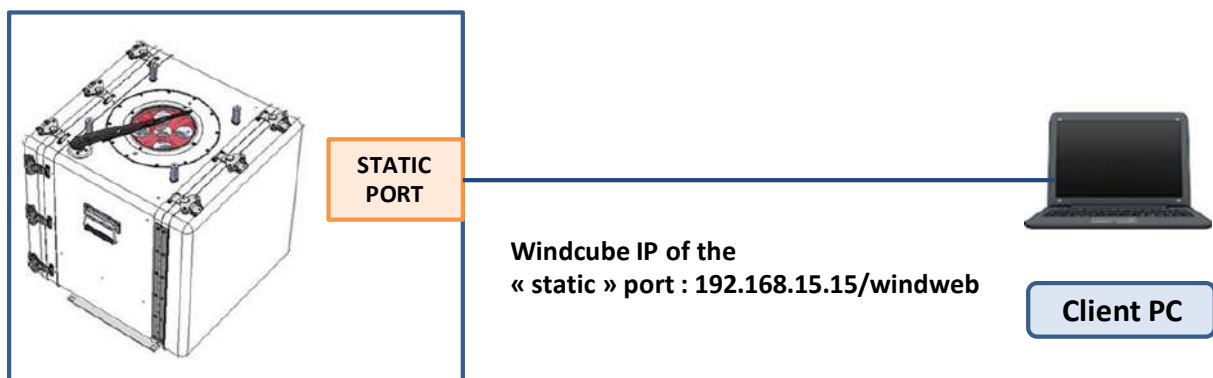 STATIC
PORT
Windcube IP of the
« static » port : 192.168.15.15/windweb
Client PC